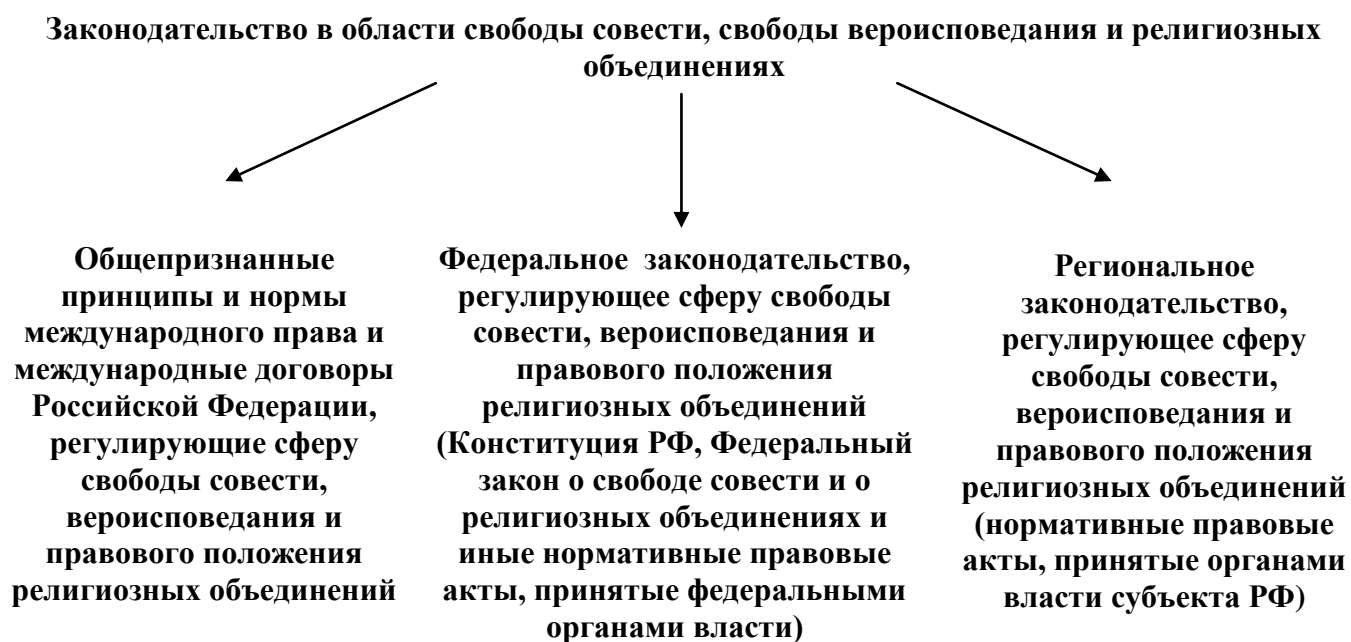 Законодательство в области свободы совести, свободы вероисповедания и религиозных
объединениях
Общепризнанные
принципы и нормы
международного права и
международные договоры
Российской Федерации,
регулирующие сферу
свободы совести,
вероисповедания и
правового положения
религиозных объединений
Федеральное законодательство,
регулирующее сферу свободы
совести, вероисповедания и
правового положения
религиозных объединений
(Конституция РФ, Федеральный
закон о свободе совести и о
религиозных объединениях и
иные нормативные правовые
акты, принятые федеральными
органами власти)
Региональное
законодательство,
регулирующее сферу
свободы совести,
вероисповедания и
правового положения
религиозных объединений
(нормативные правовые
акты, принятые органами
власти субъекта РФ)